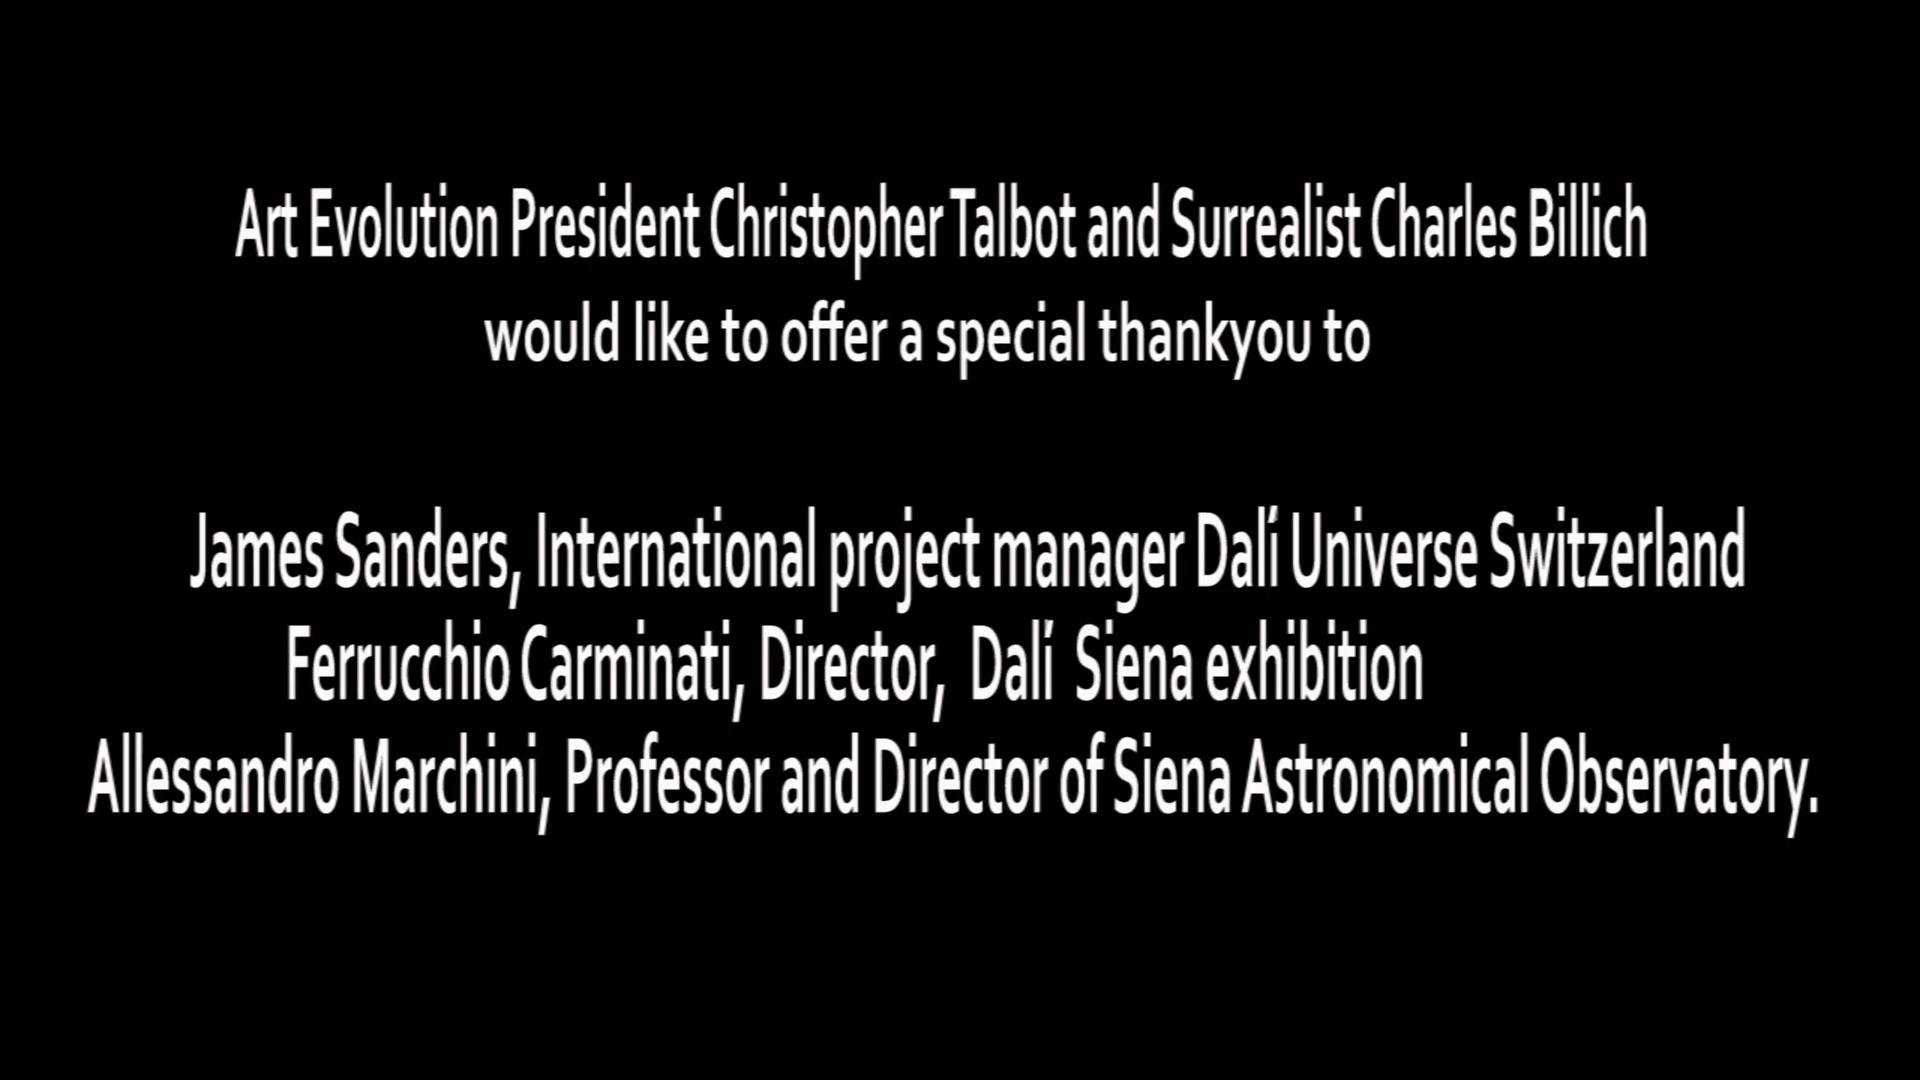 Art Evolution President Christopher Talbot and Surrealist Charles Billich
would like to offer a special thankyou to
James Sanders, International project manager Dalí Universe Switzerland
Ferrucchio Carminati, Director, Dalí Siena exhibition
Allessandro Marchini, Professor and Director of Siena Astronomical Observatory.